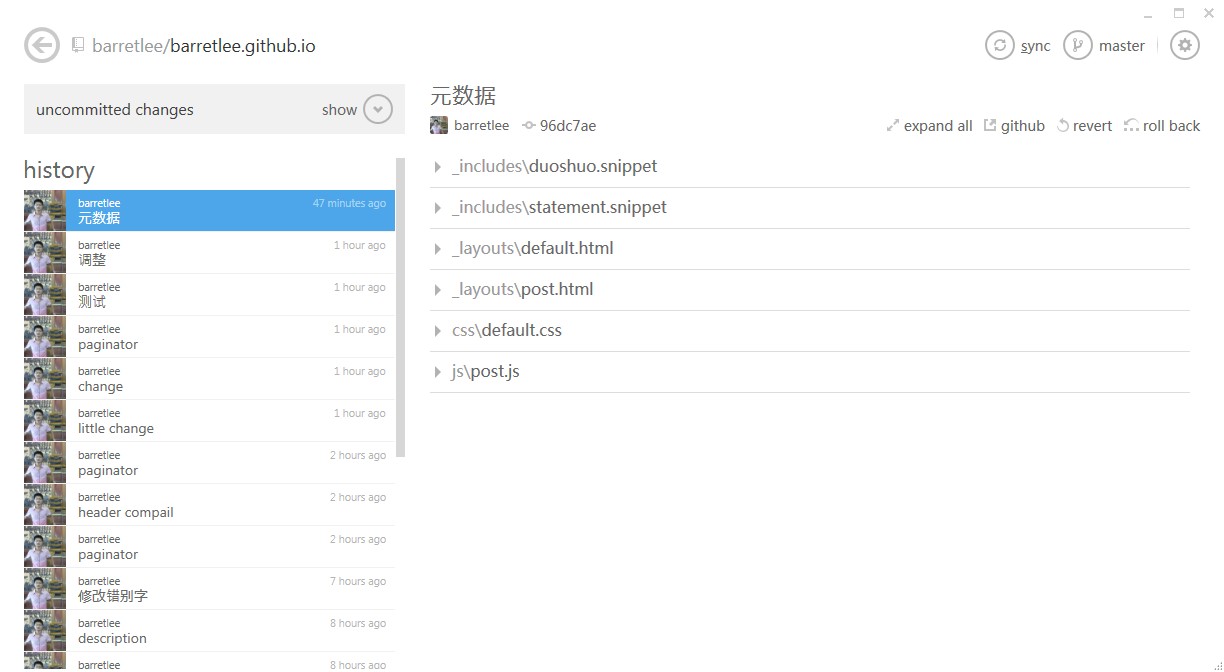 barretlee/barretlee.github.io
sync
master
uncommitted changes
show
history
barretlee
47 minutes ago
元数据
barretlee
1 hour ago
调整
barretlee
1 hour ago
测试
barretlee
1 hour ago
paginator
barretlee
1 hour ago
change
barretlee
1 hour ago
little change
barretlee
2 hours ago
paginator
barretlee
2 hours ago
header compail
barretlee
2 hours ago
paginator
barretlee
7 hours ago
修改错别字
barretlee
8 hours ago
description
barretlee
8 hours ago
元数据
barretlee
96dc7ae
expand all
github
revert
roll back
_includes\duoshuo.snippet
_includes\statement.snippet
_layouts\default.html
_layouts\post.html
css\default.css
js\post.js